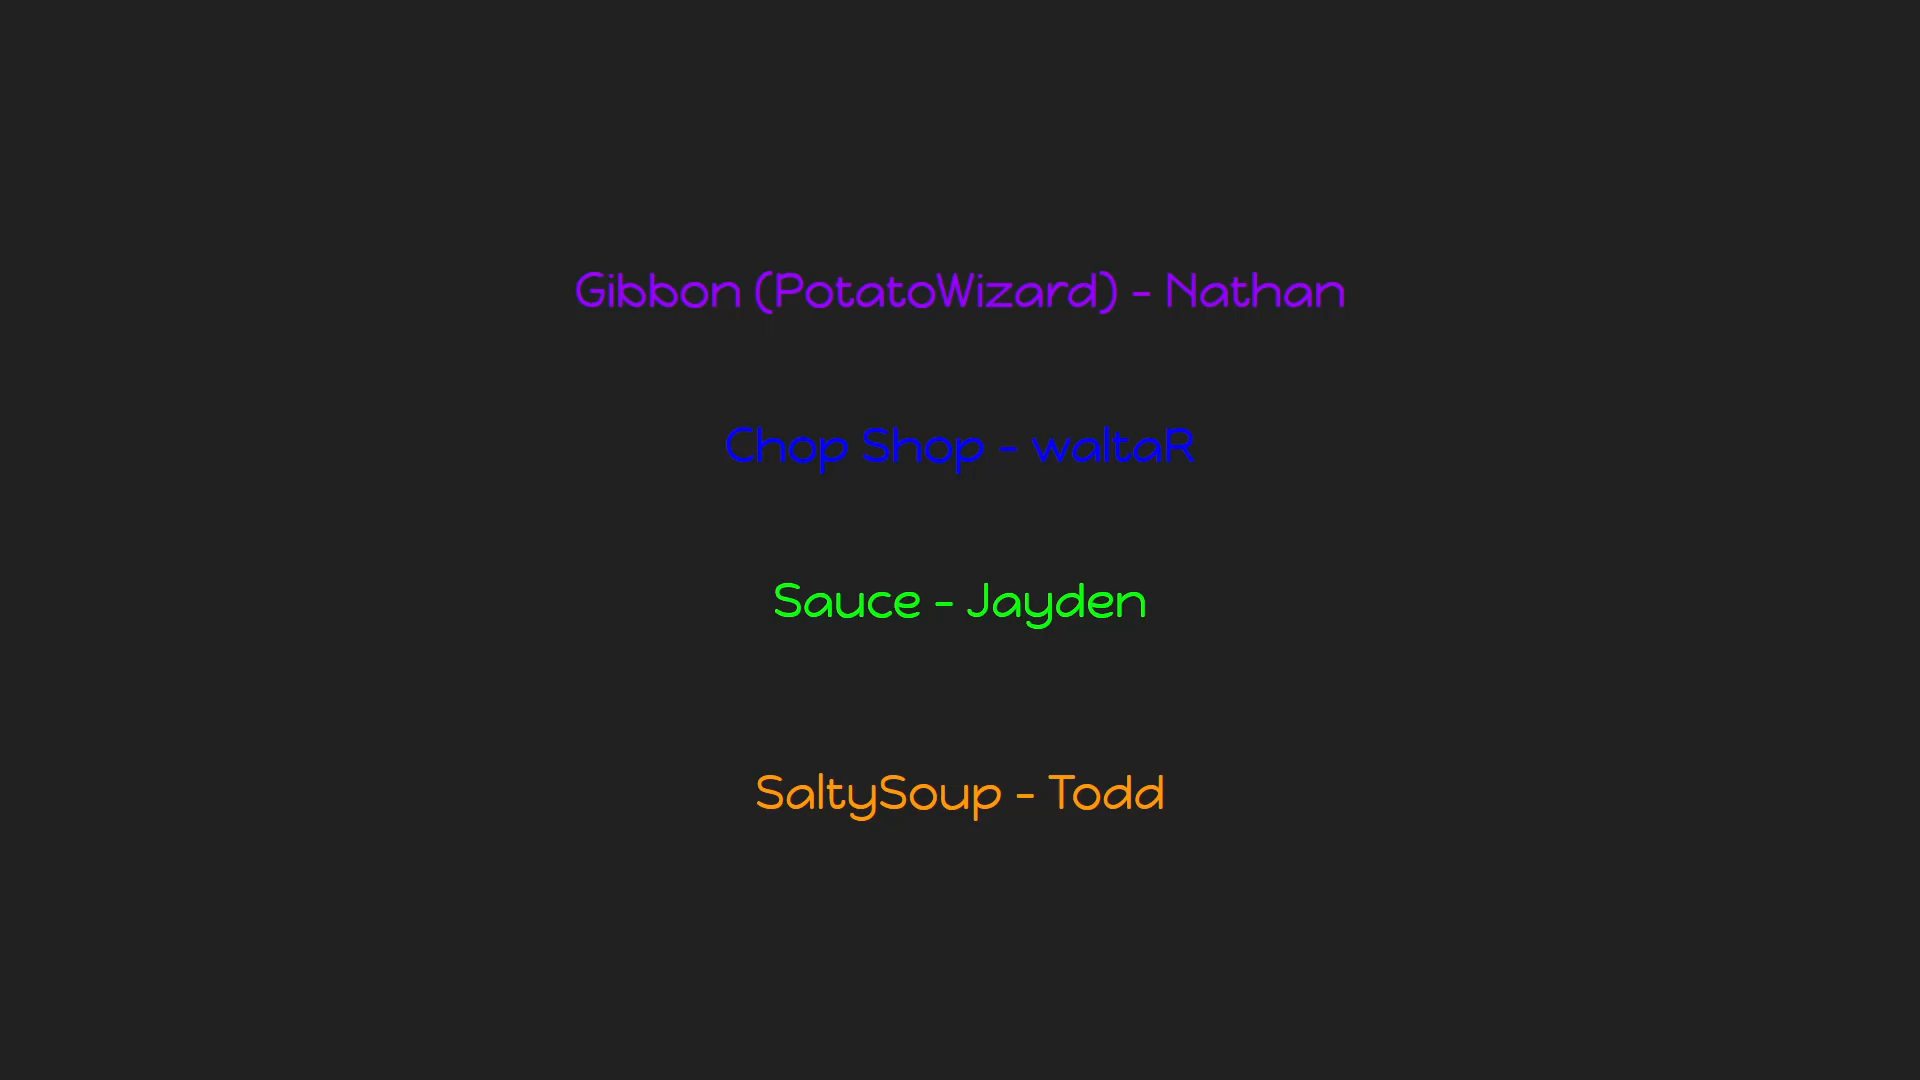 Gibbon (PotatoWizard) - Nathan
Chop Shop - waltaR
Sauce - Jayden
SaltySoup - Todd